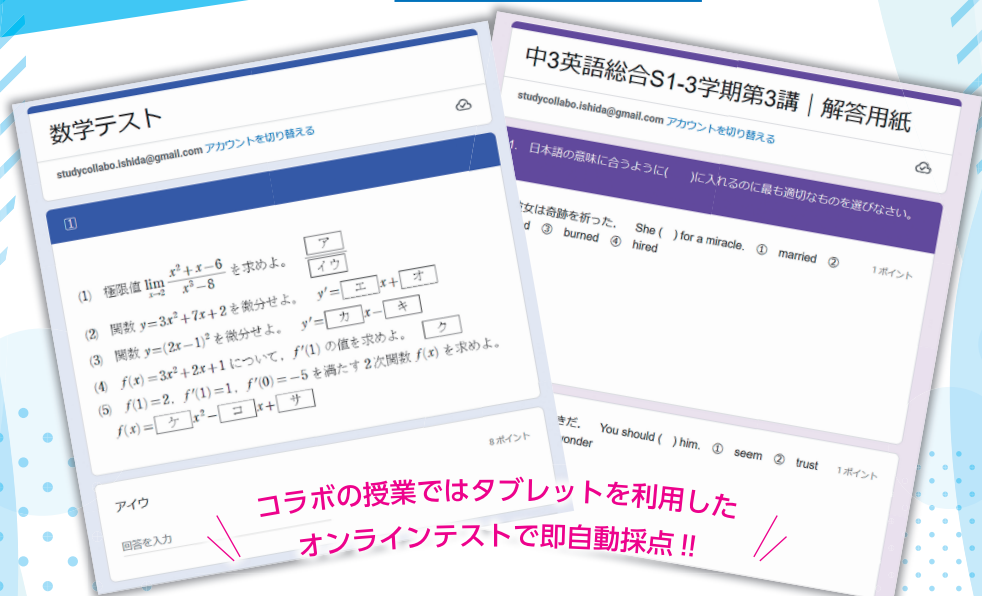 数学テスト
studycollabo.ishida@gmail.com アカウントを切り替える
1
(1) 極限値 lim x→2 x²+x−6 / x³−8 を求めよ。 ア / イウ
(2) 関数 y=3x²+7x+2 を微分せよ。 y′= エ x+ オ
(3) 関数 y=(2x−1)² を微分せよ。 y′= カ x− キ
(4) f(x)=3x²+2x+1 について, f′(1) の値を求めよ。 ク
(5) f(1)=2, f′(1)=1, f′(0)=−5 を満たす2次関数 f(x) を求めよ。
f(x)= ケ x²− コ x+ サ
8 ポイント
アイウ
回答を入力
中3英語総合S1-3学期第3講｜解答用紙
studycollabo.ishida@gmail.com アカウントを切り替える
1. 日本語の意味に合うように( )に入れるのに最も適切なものを選びなさい。
女は奇跡を祈った. She ( ) for a miracle. ① married ②
d ③ burned ④ hired
1 ポイント
きだ. You should ( ) him. ① seem ② trust
wonder
1 ポイント
コラボの授業ではタブレットを利用した
オンラインテストで即自動採点!!